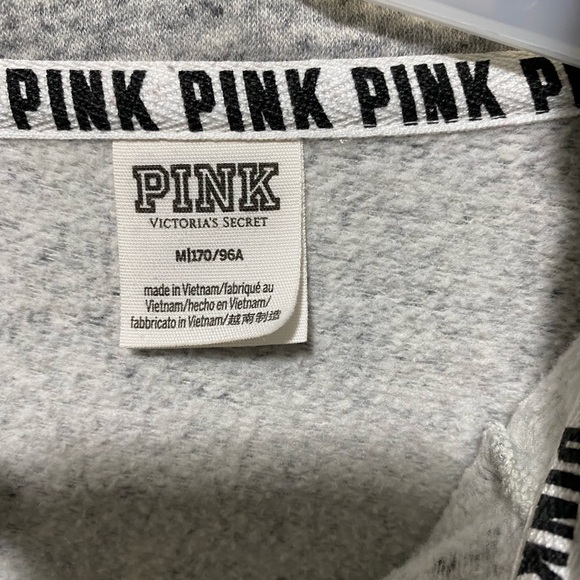 PINK PINK PINK P
PINK
VICTORIA'S SECRET
M|170/96A
made in Vietnam/fabriqué au
Vietnam/hecho en Vietnam/
fabbricato in Vietnam/越南制造
INK